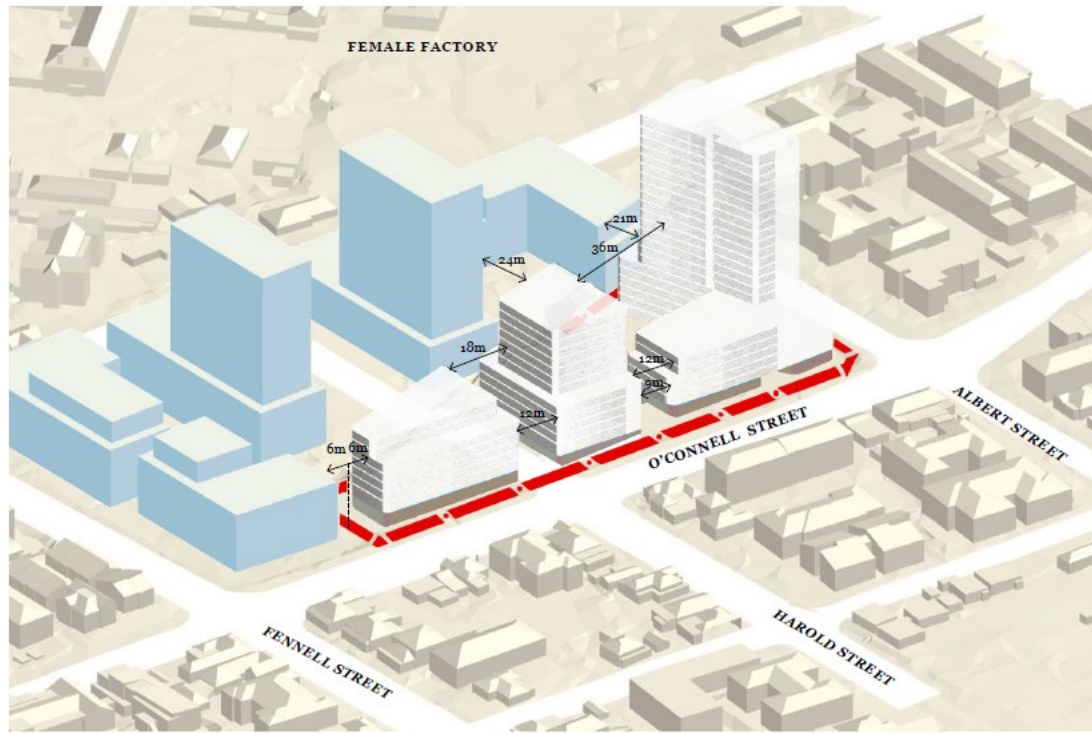 FEMALE FACTORY
21m
36m
24m
18m
12m
9m
12m
6m 6m
ALBERT STREET
O'CONNELL STREET
HAROLD STREET
FENNELL STREET